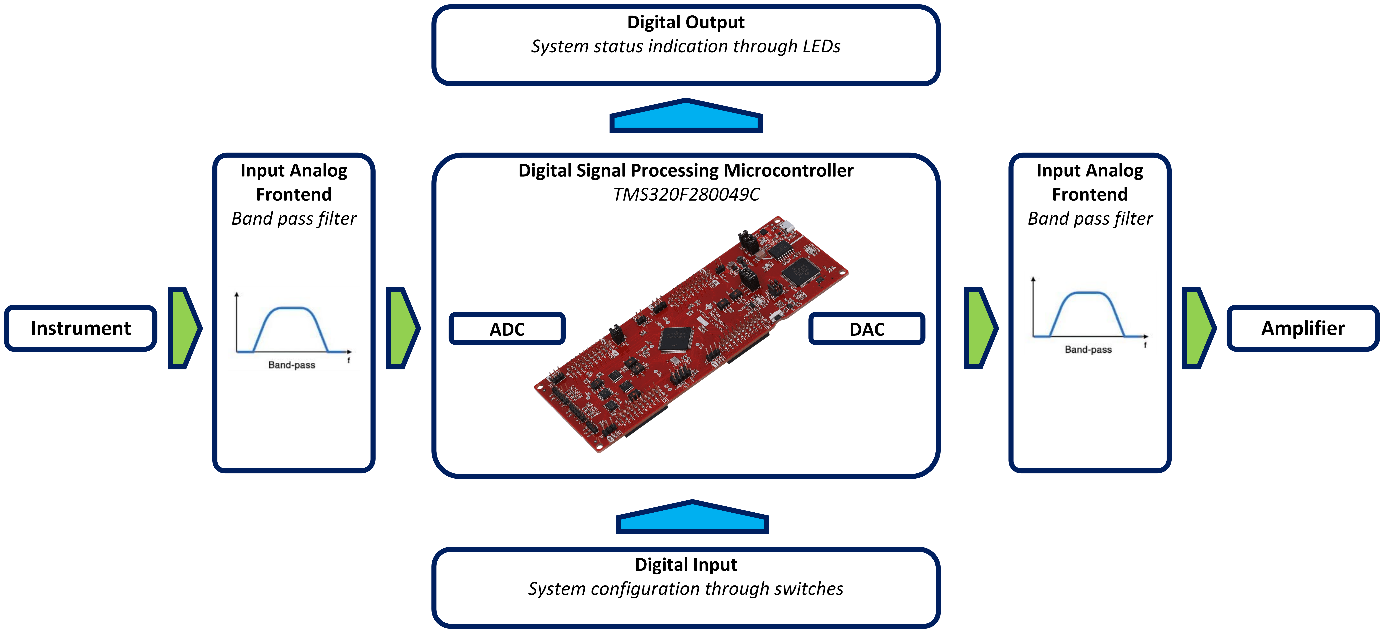 Digital Output
System status indication through LEDs
Input Analog
Frontend
Band pass filter
Digital Signal Processing Microcontroller
TMS320F280049C
Input Analog
Frontend
Band pass filter
Instrument
f
Band-pass
ADC
DAC
f
Band-pass
Amplifier
Digital Input
System configuration through switches